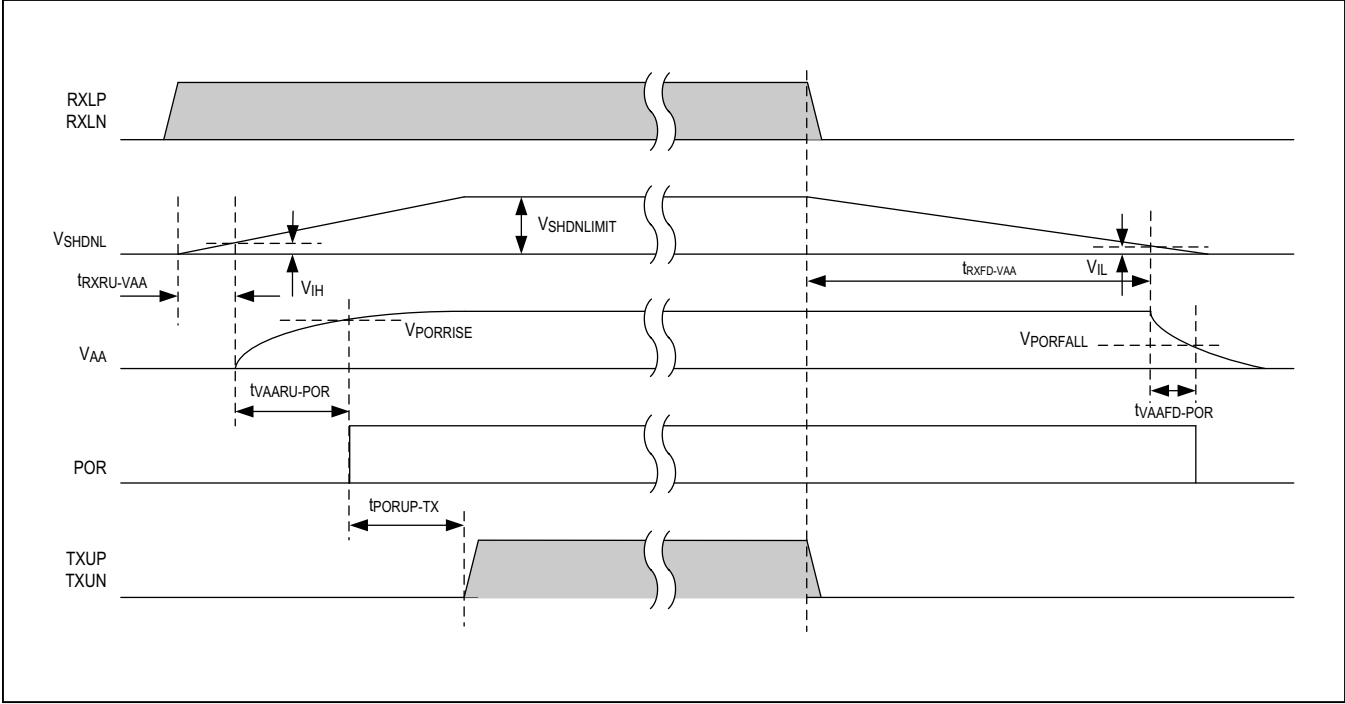 RXLP
RXLN
VSHDNL
VSHDNLIMIT
tRXRU-VAA
VIH
tRXFD-VAA
VIL
VPORRISE
VPORFALL
VAA
tVAARU-POR
tVAAFD-POR
POR
tPORUP-TX
TXUP
TXUN